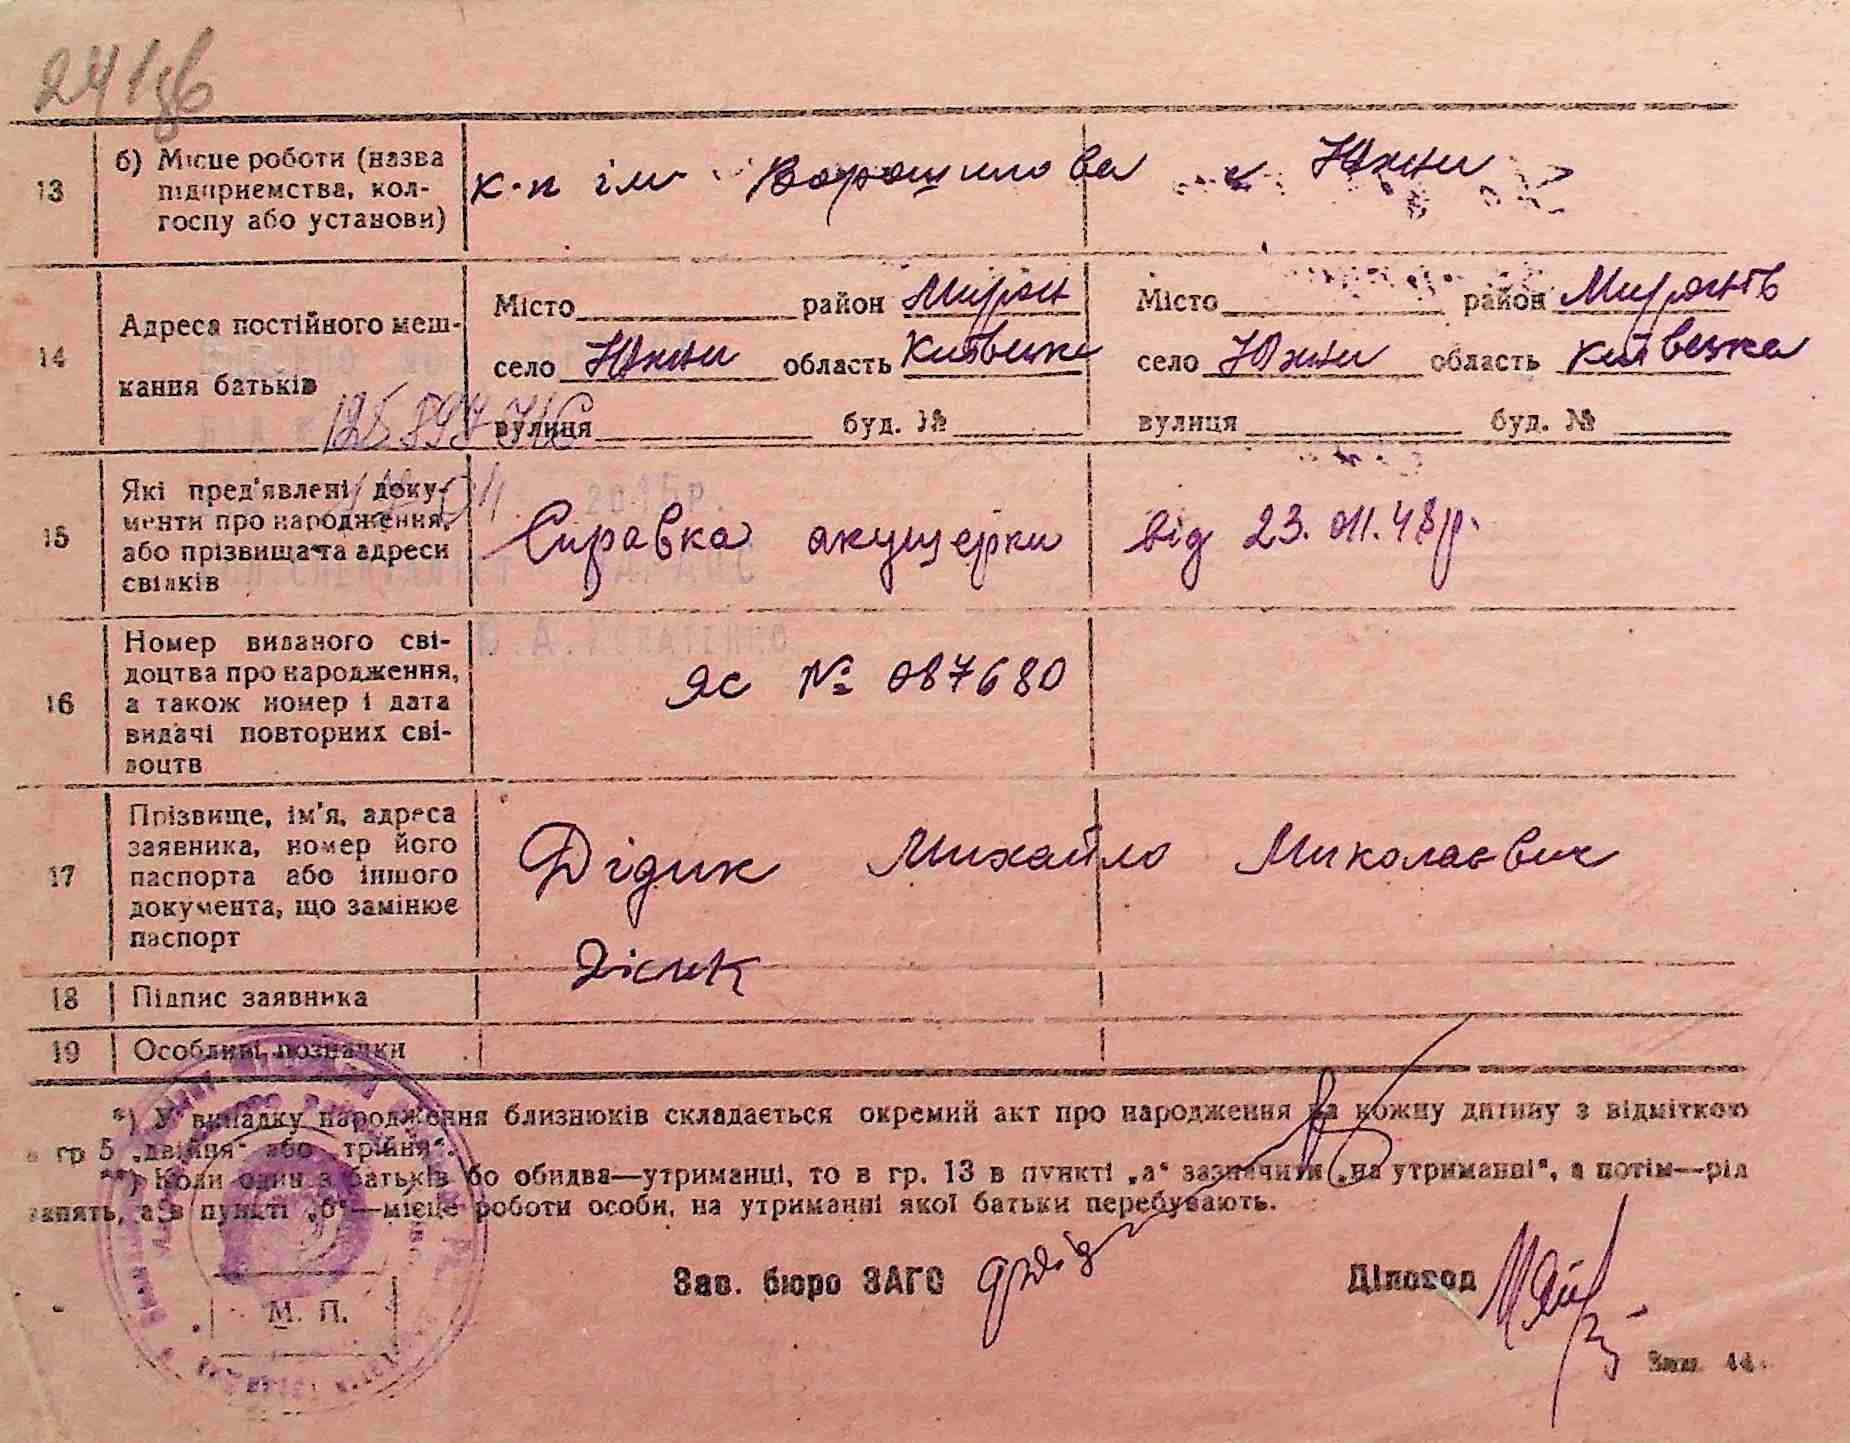 13 б) Місце роботи (назва підприємства, колгоспу або установи)
к-п ім Ворошилова с Южни
14 Адреса постійного мешкання батьків
Місто район Мирон Місто район
село Южни область Київська село Южни область Київська
вулиця буд. № вулиця буд. №
15 Які пред'явлені документи про народження, або прізвища та адреси свідків
Справка акушерки від 23.011.48р.
16 Номер виданого свідоцтва про народження, а також номер і дата видачі повторних свідоцтв
ЯС № 087680
17 Прізвище, ім'я, адреса заявника, номер його паспорта або іншого документа, що замінює паспорт
Дідик Михайло Миколаєвич
18 Підпис заявника
19 Особливі позначки
*) У випадку народження близнюків складається окремий акт про народження на кожну дитину з відміткою
в гр 5 „двійня" або „трійня".
**) Коли один з батьків бо обидва—утриманці, то в гр. 13 в пункті „а" зазначити „на утриманні", а потім—рід
занять, а в пункті „б"—місце роботи особи, на утриманні якої батьки перебувають.
Зав. бюро ЗАГС Діловод
М. П.
Зам. 44